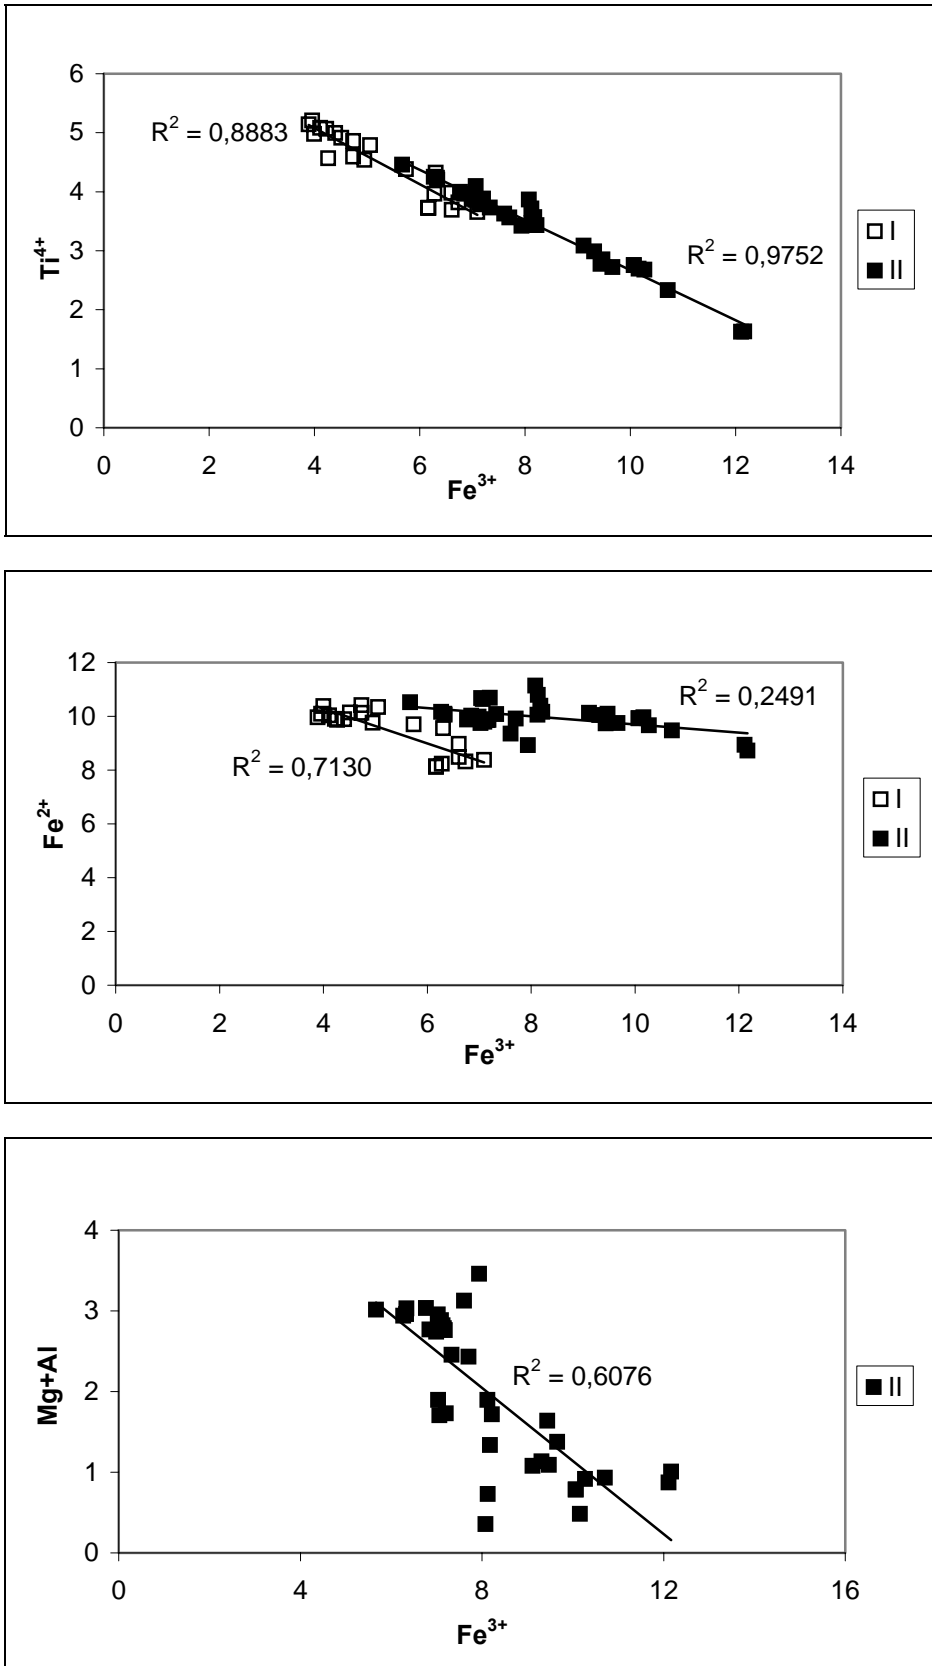 6
5
4
3
2
1
0
Ti⁴⁺
R² = 0,8883
R² = 0,9752
0 2 4 6 8 10 12 14
Fe³⁺
I
II
12
10
8
6
4
2
0
Fe²⁺
R² = 0,2491
R² = 0,7130
0 2 4 6 8 10 12 14
Fe³⁺
I
II
4
3
2
1
0
Mg+Al
R² = 0,6076
0 4 8 12 16
Fe³⁺
II